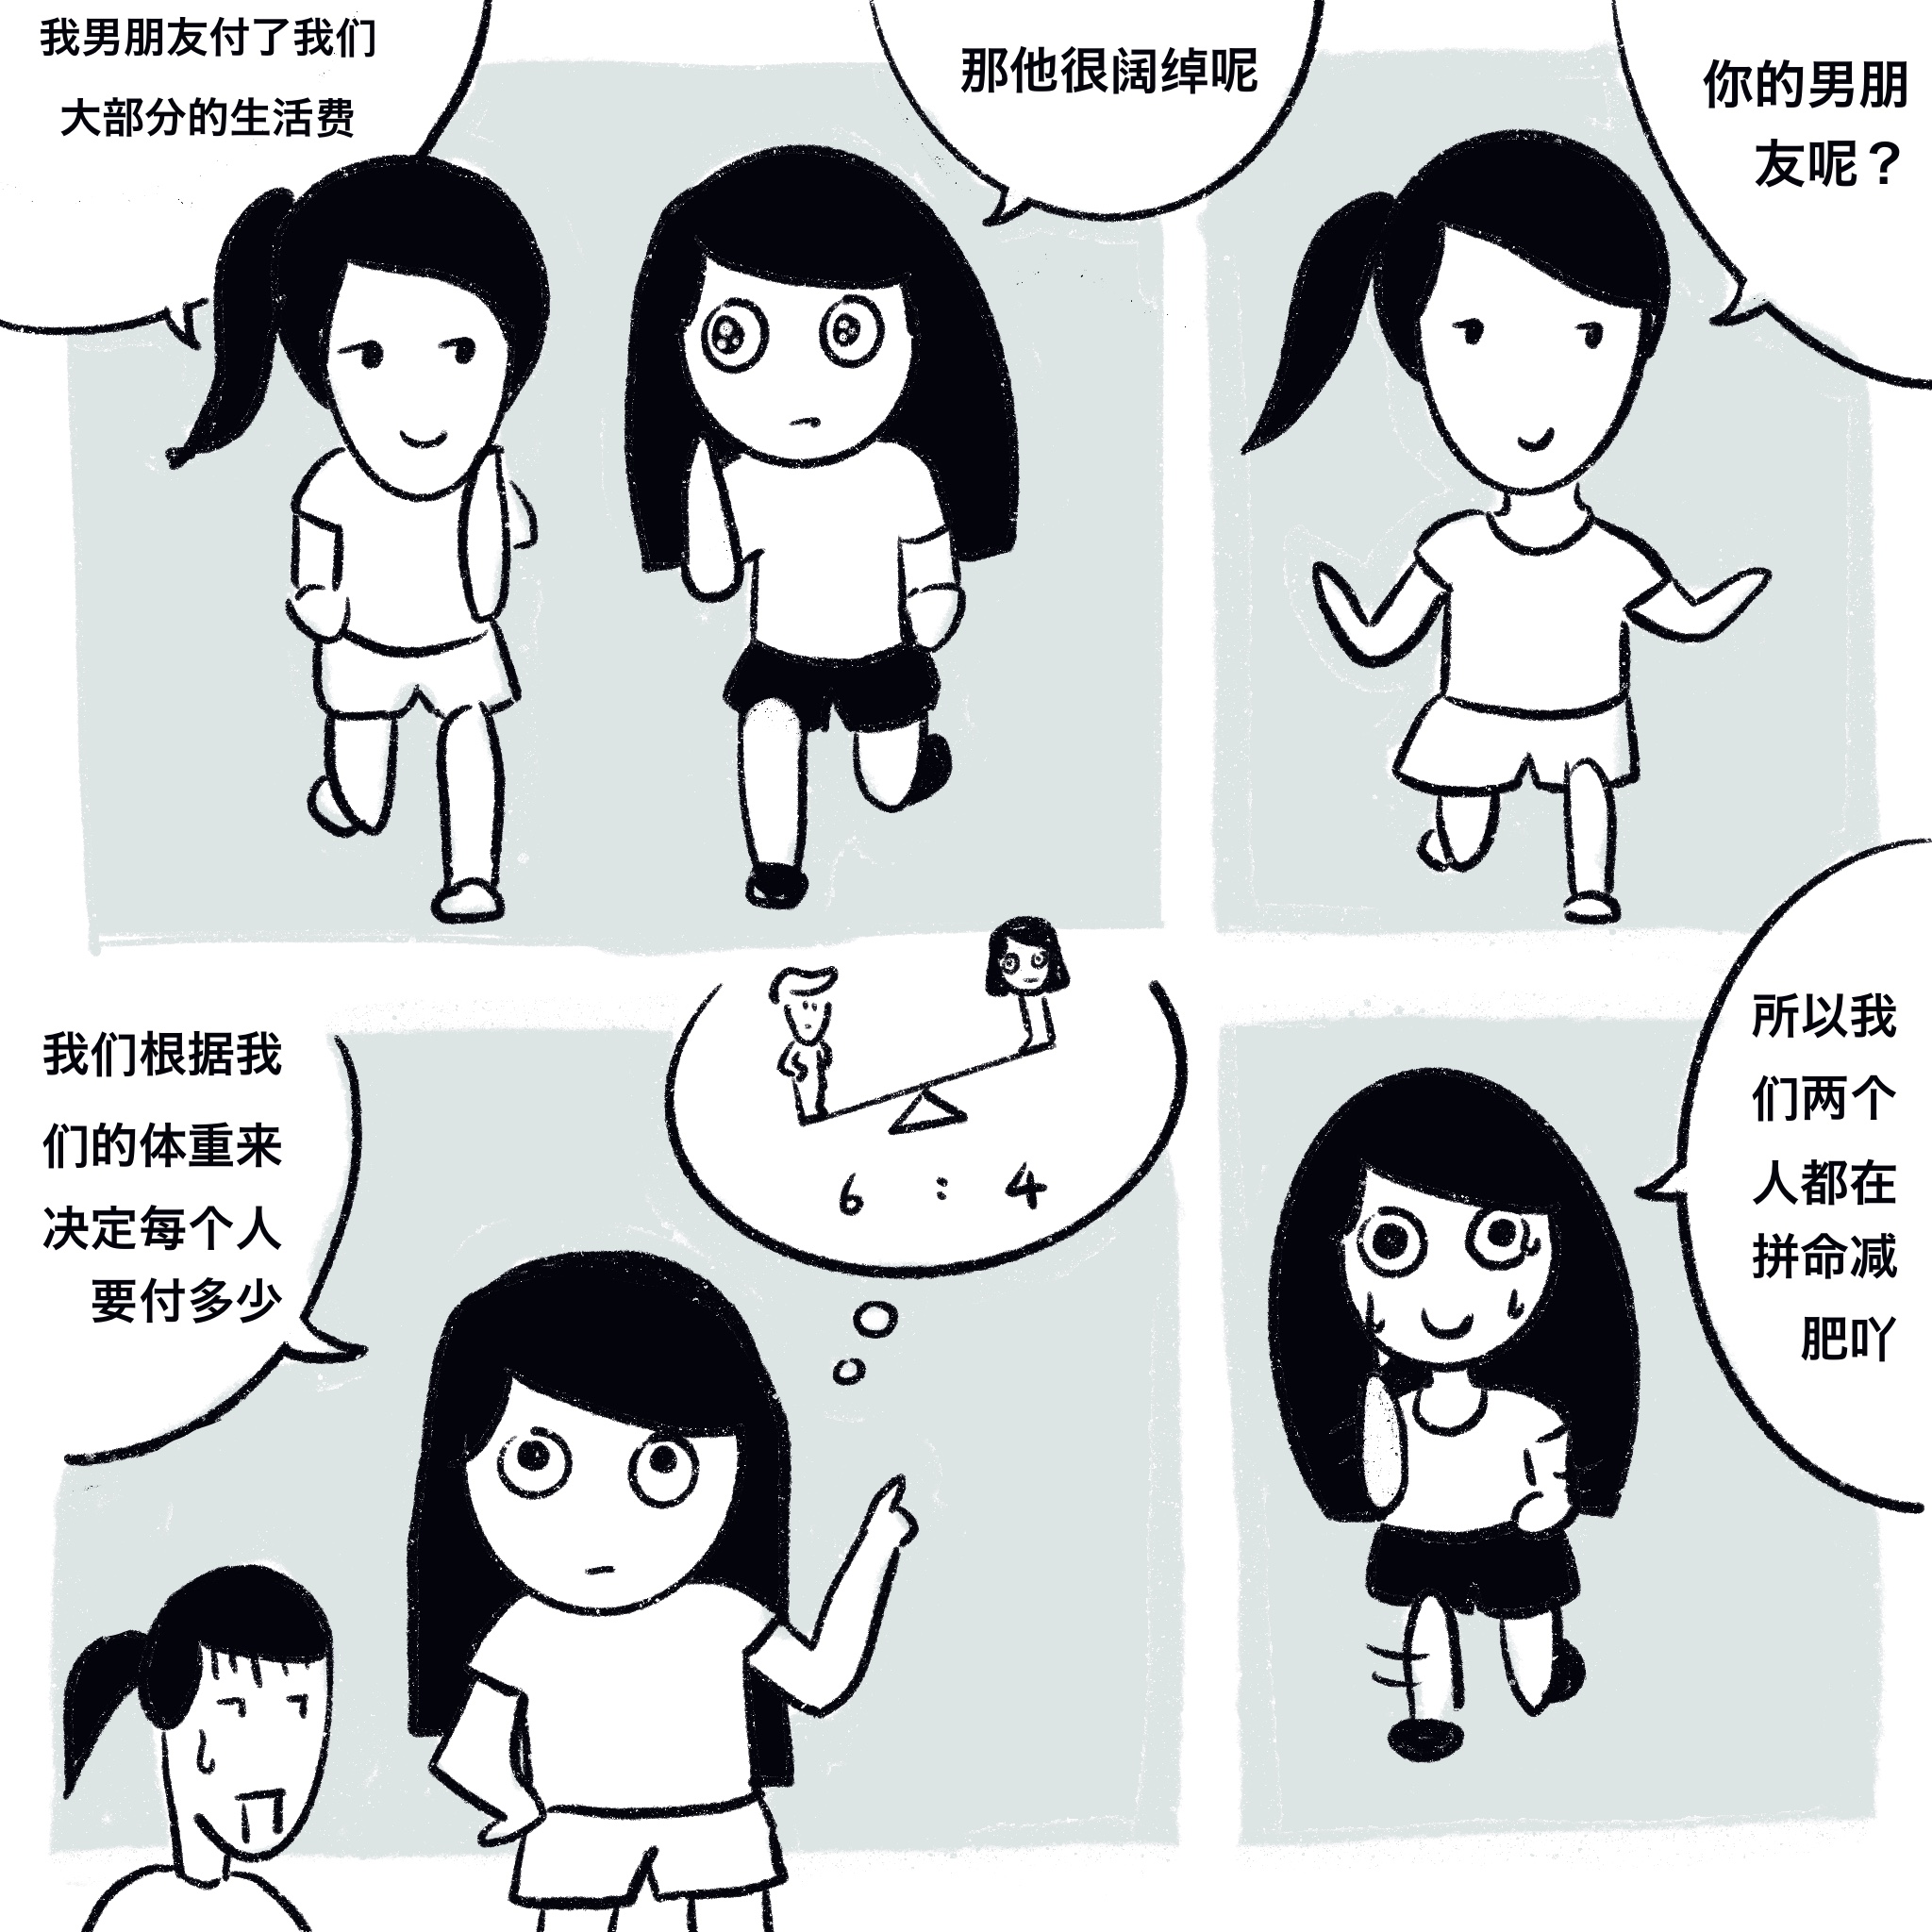 我男朋友付了我们
大部分的生活费
那他很阔绰呢
你的男朋
友呢？
我们根据我
们的体重来
决定每个人
要付多少
6 : 4
所以我
们两个
人都在
拼命减
肥吖